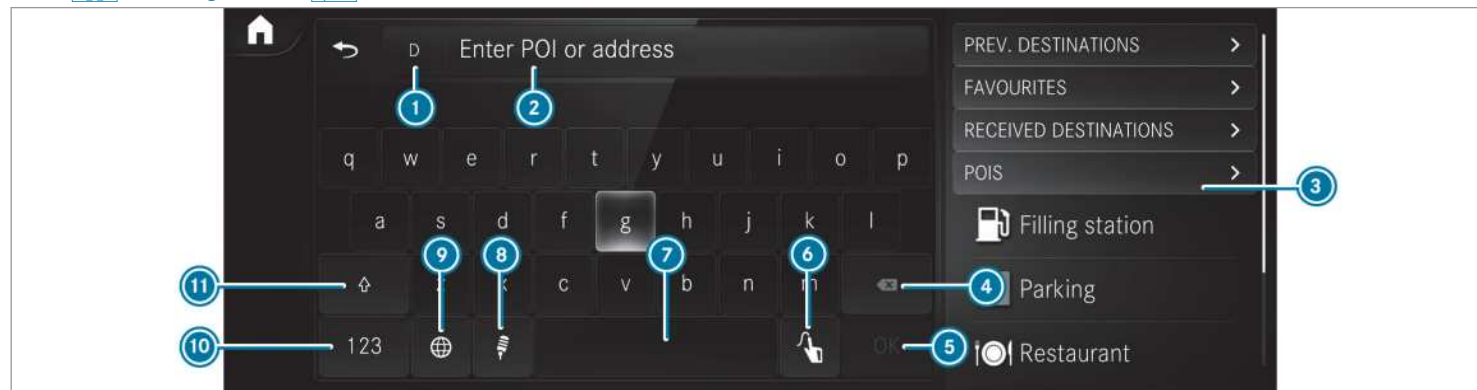 D Enter POI or address
1
2
q w e r t y u i o p
a s d f g h j k l
9 8 7 6
11
c v b n m
4
10
123
OK
5
PREV. DESTINATIONS
FAVOURITES
RECEIVED DESTINATIONS
POIS
3
Filling station
Parking
Restaurant